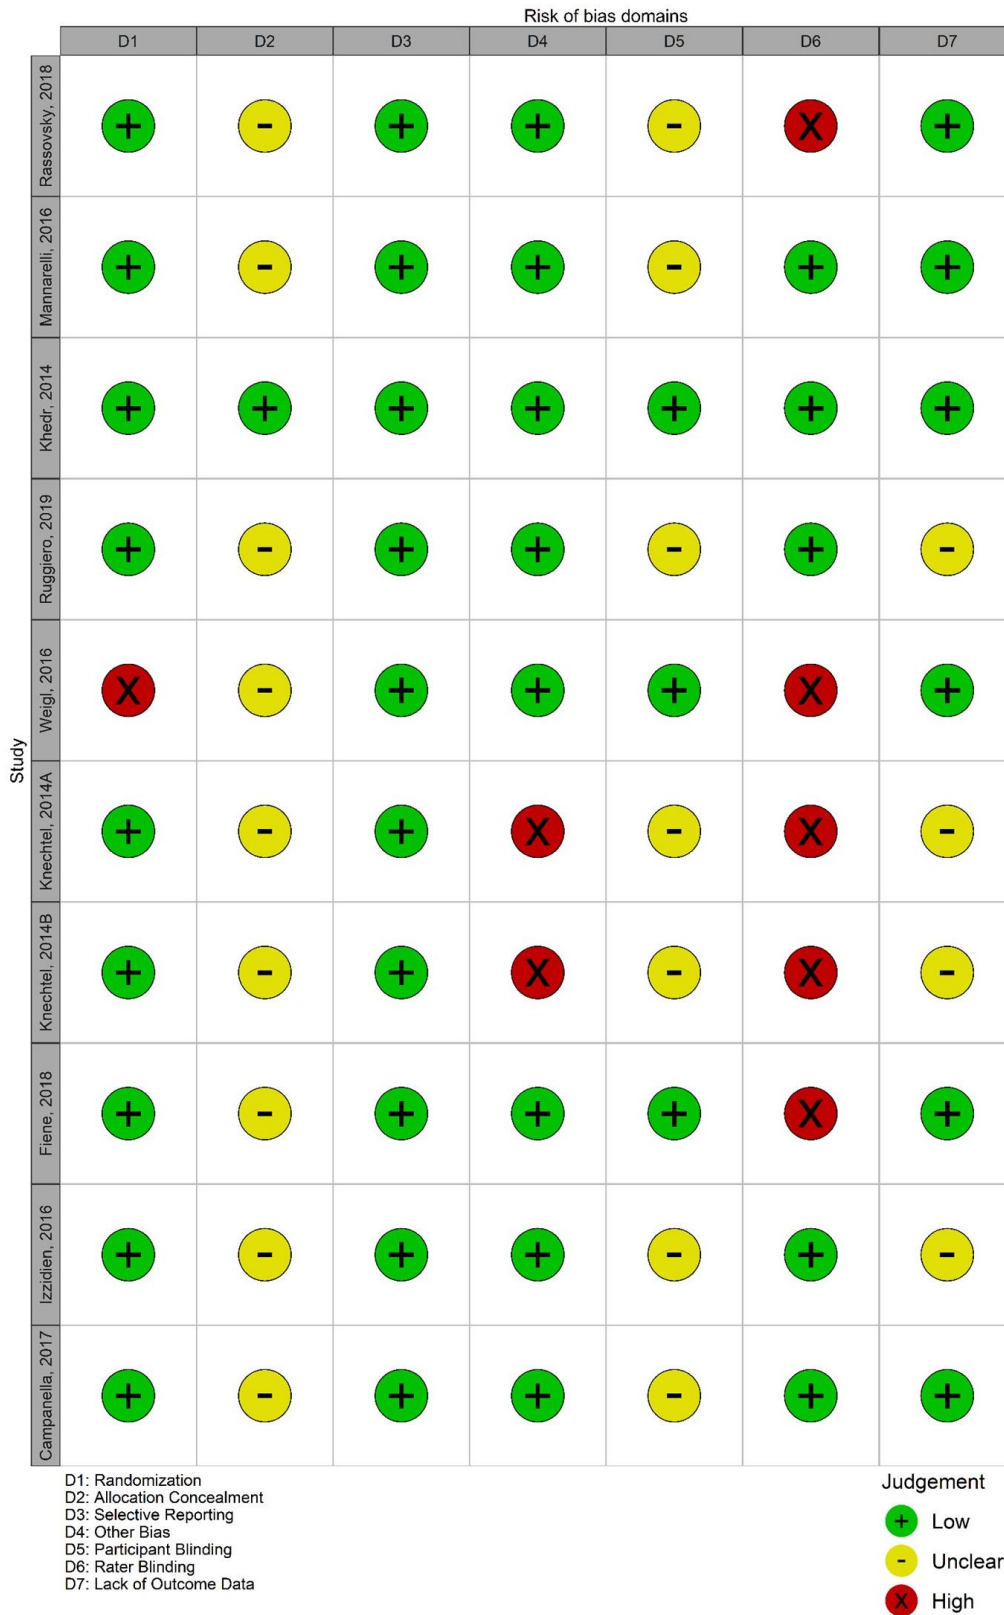 Risk of bias domains
D1 D2 D3 D4 D5 D6 D7
Study
Rassovsky, 2018 + - + + - X +
Mannarelli, 2016 + - + + - + +
Khedr, 2014 + + + + + + +
Ruggiero, 2019 + - + + - + -
Weigl, 2016 X - + + + X +
Knechtel, 2014A + - + X - X -
Knechtel, 2014B + - + X - X -
Fiene, 2018 + - + + + X +
Izzidien, 2016 + - + + - + -
Campanella, 2017 + - + + - + +
D1: Randomization
D2: Allocation Concealment
D3: Selective Reporting
D4: Other Bias
D5: Participant Blinding
D6: Rater Blinding
D7: Lack of Outcome Data
Judgement
+ Low
- Unclear
X High